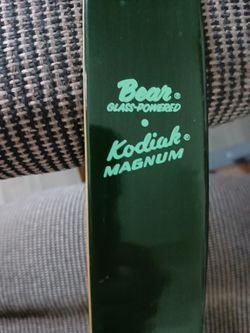 Bear®
GLASS-POWERED
•
Kodiak®
MAGNUM